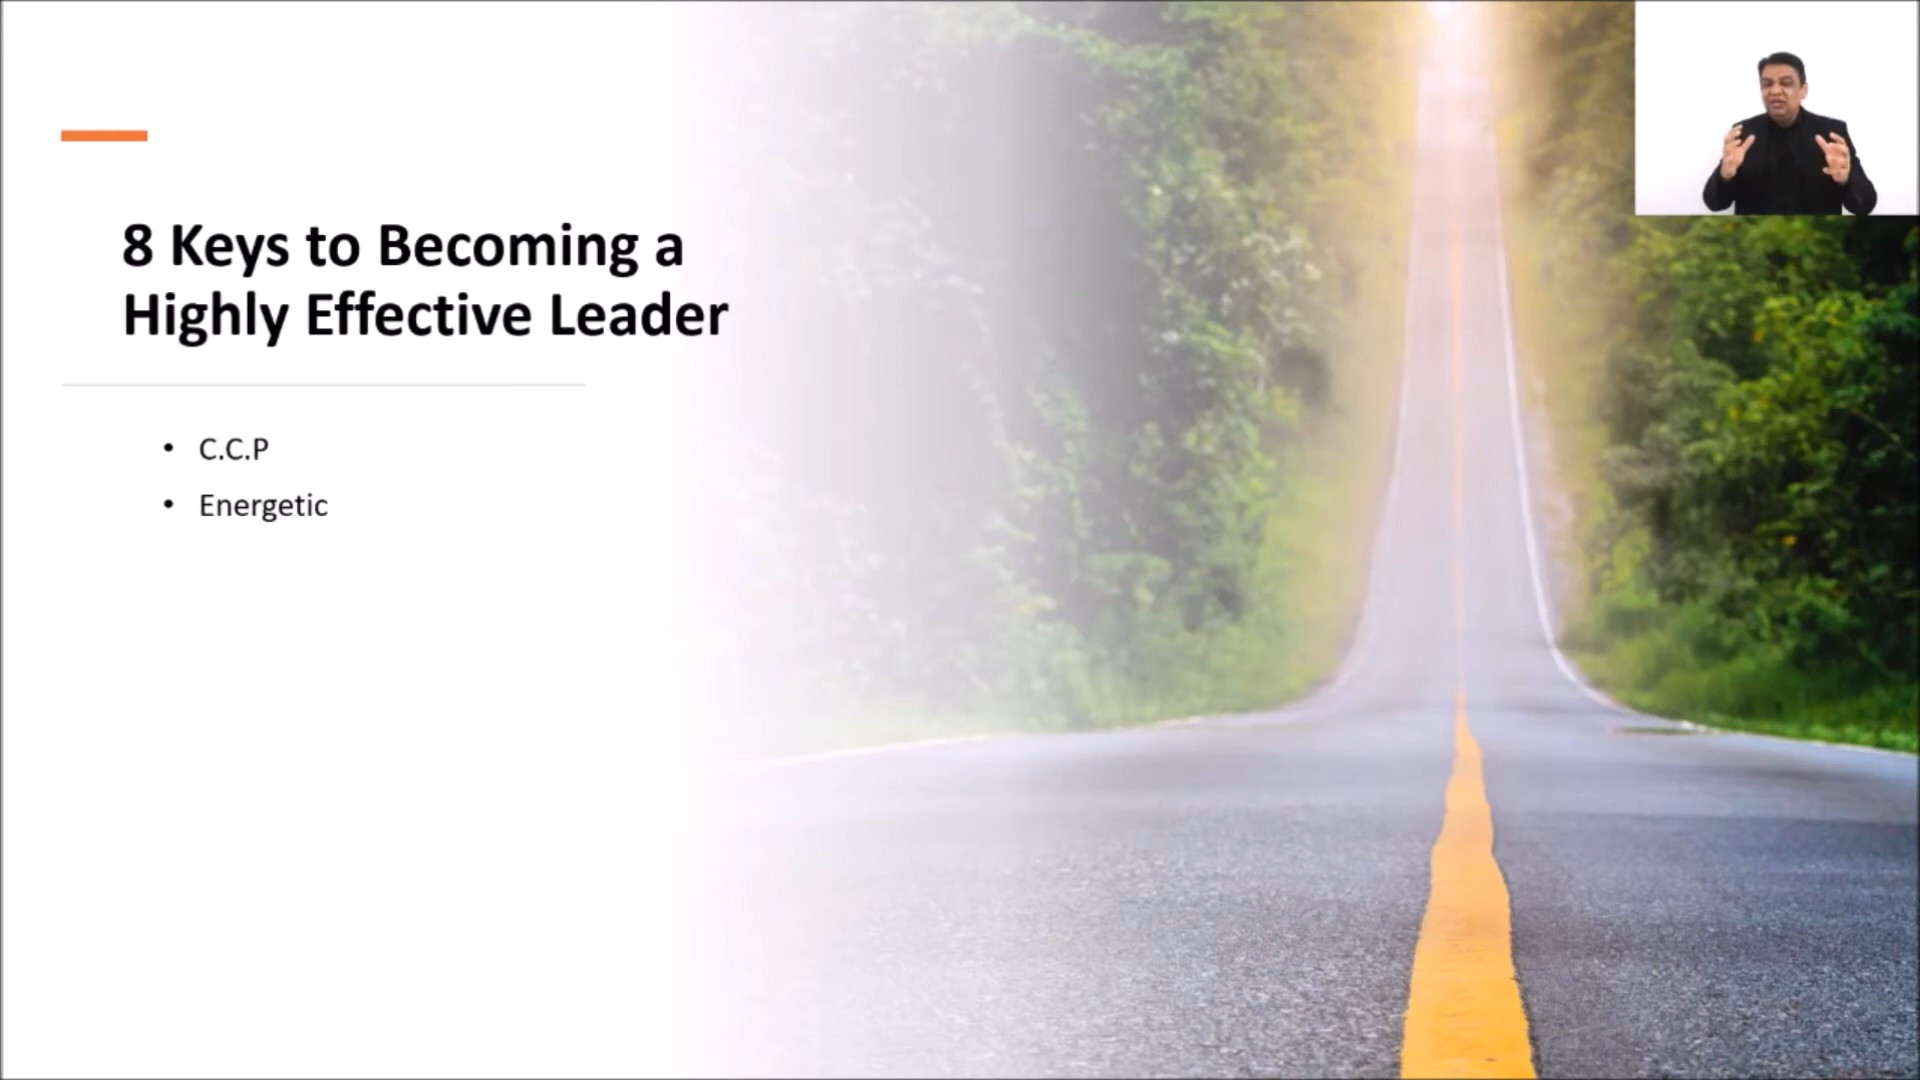 8 Keys to Becoming a
Highly Effective Leader
• C.C.P
• Energetic